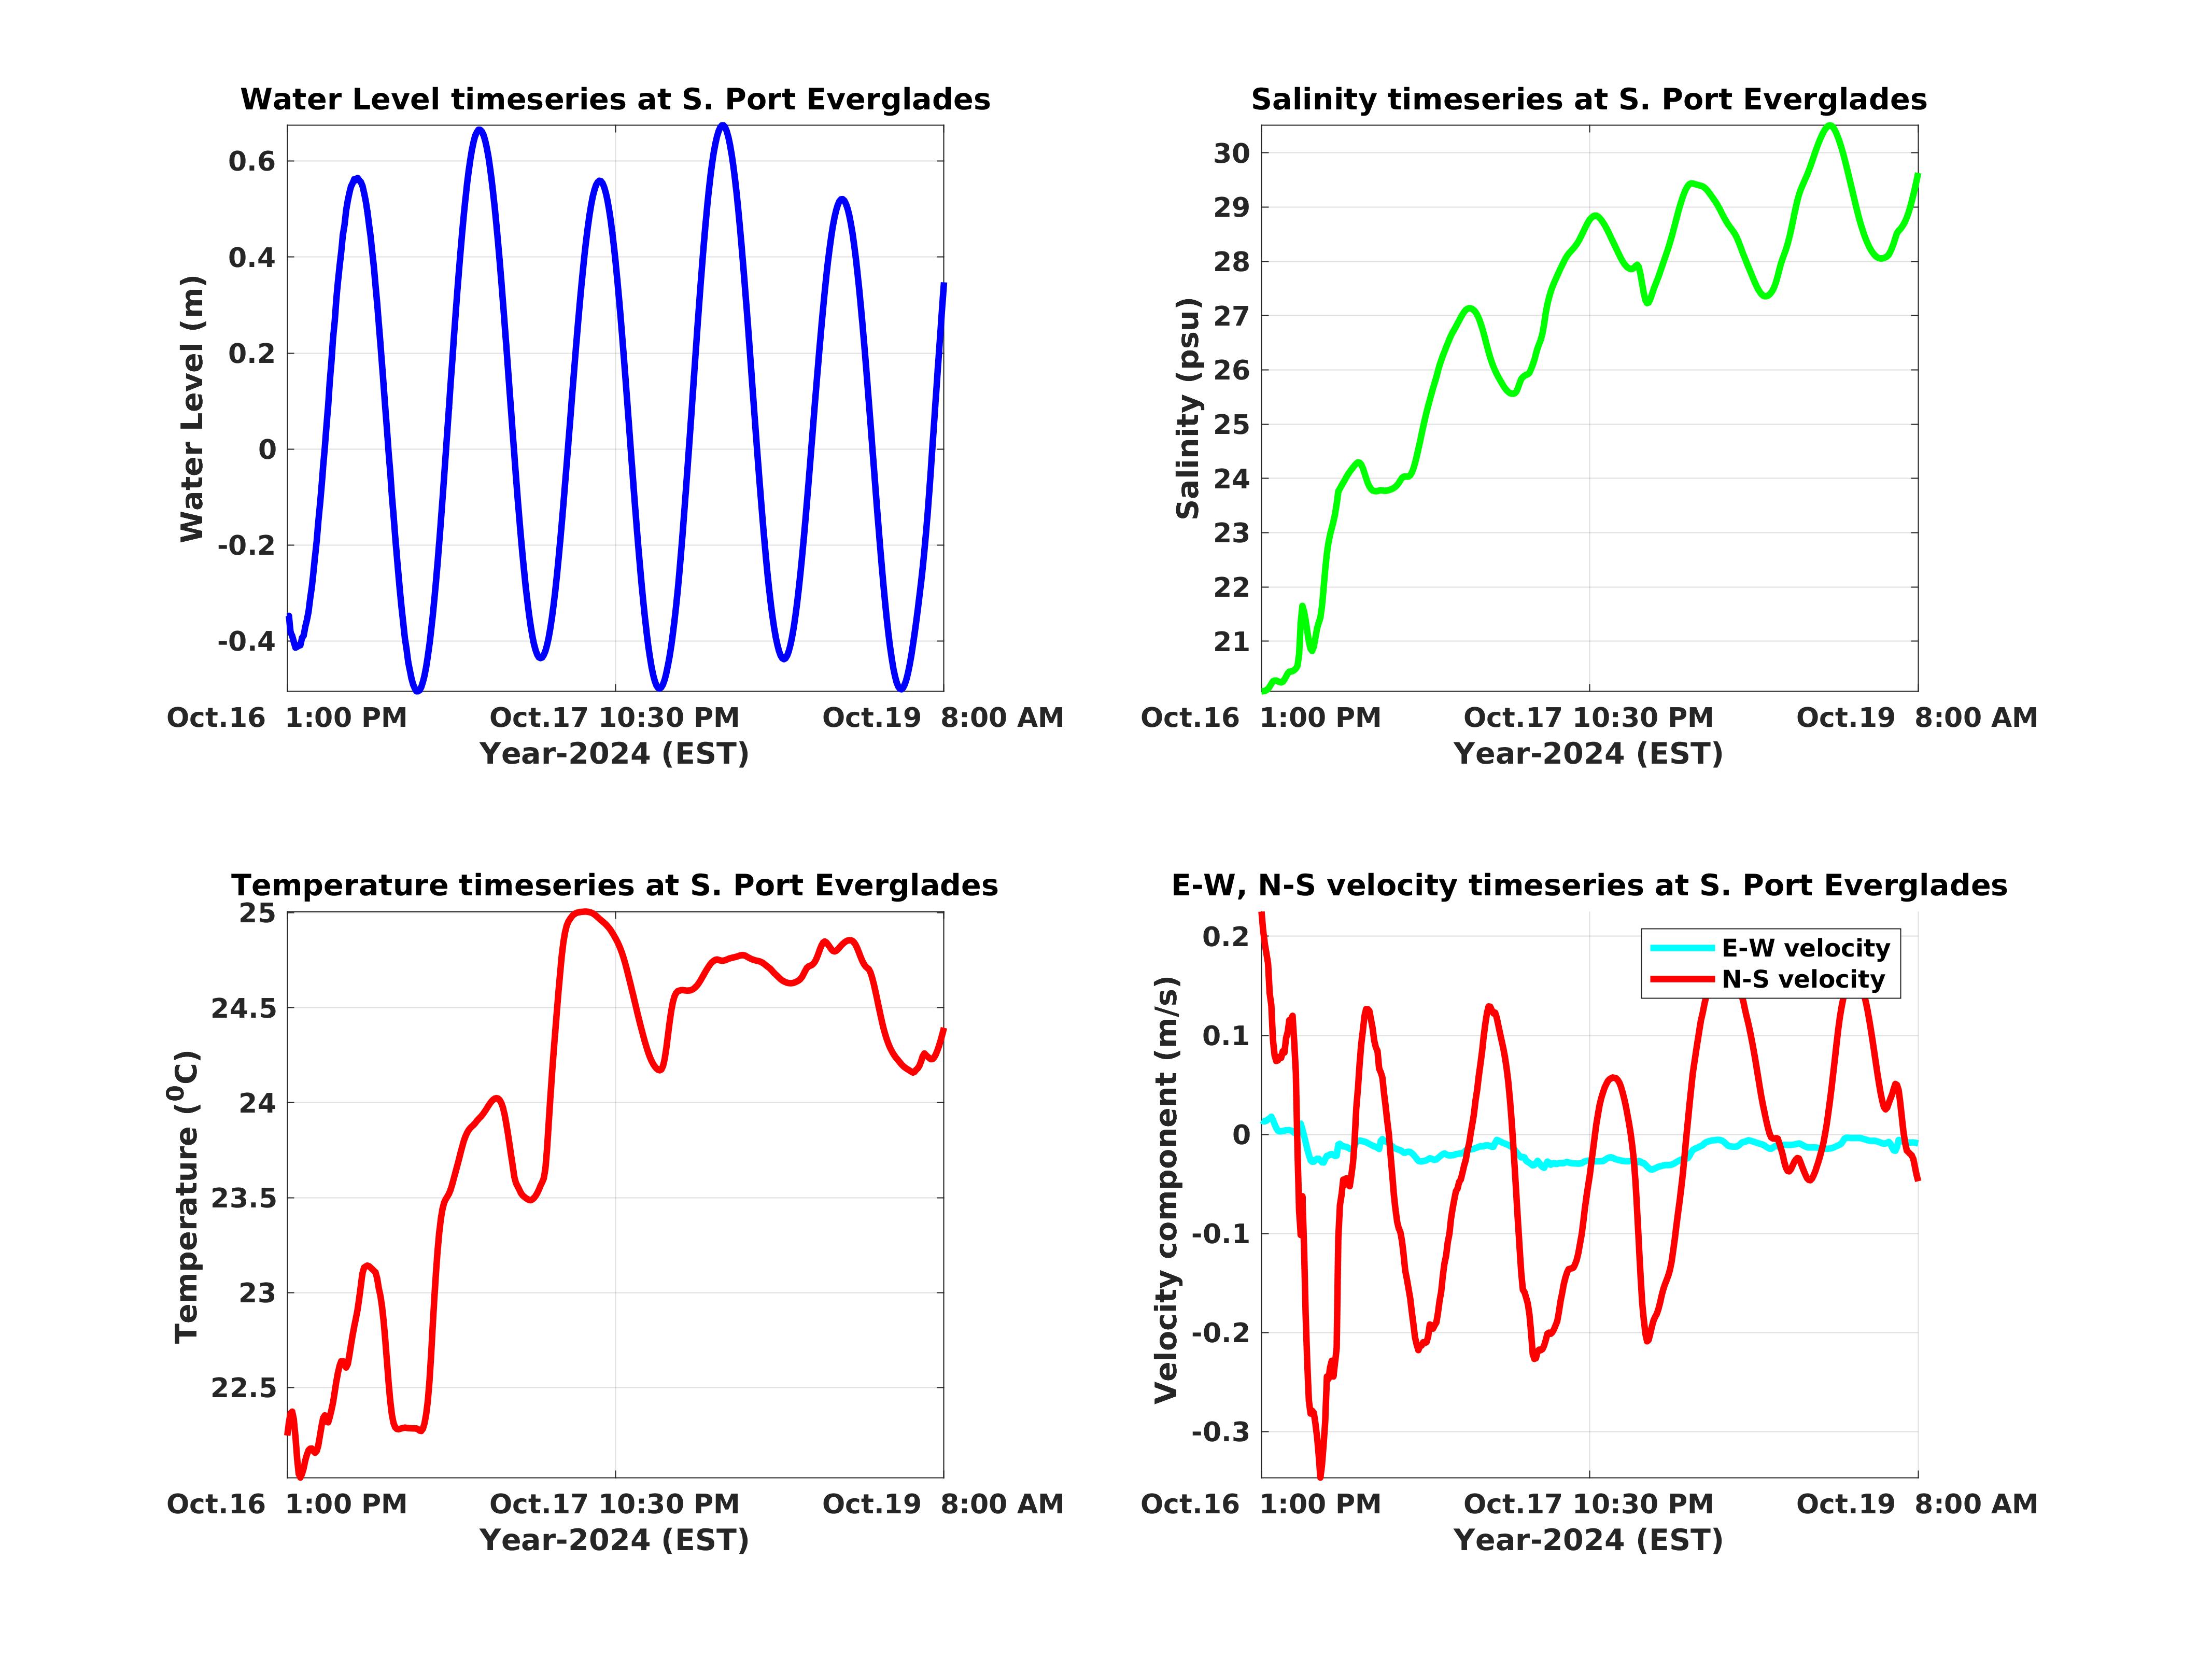 Water Level timeseries at S. Port Everglades
Water Level (m)
0.6
0.4
0.2
0
-0.2
-0.4
Oct.16 1:00 PM
Oct.17 10:30 PM
Oct.19 8:00 AM
Year-2024 (EST)
Salinity timeseries at S. Port Everglades
Salinity (psu)
30
29
28
27
26
25
24
23
22
21
Oct.16 1:00 PM
Oct.17 10:30 PM
Oct.19 8:00 AM
Year-2024 (EST)
Temperature timeseries at S. Port Everglades
Temperature (⁰C)
25
24.5
24
23.5
23
22.5
Oct.16 1:00 PM
Oct.17 10:30 PM
Oct.19 8:00 AM
Year-2024 (EST)
E-W, N-S velocity timeseries at S. Port Everglades
Velocity component (m/s)
0.2
0.1
0
-0.1
-0.2
-0.3
E-W velocity
N-S velocity
Oct.16 1:00 PM
Oct.17 10:30 PM
Oct.19 8:00 AM
Year-2024 (EST)